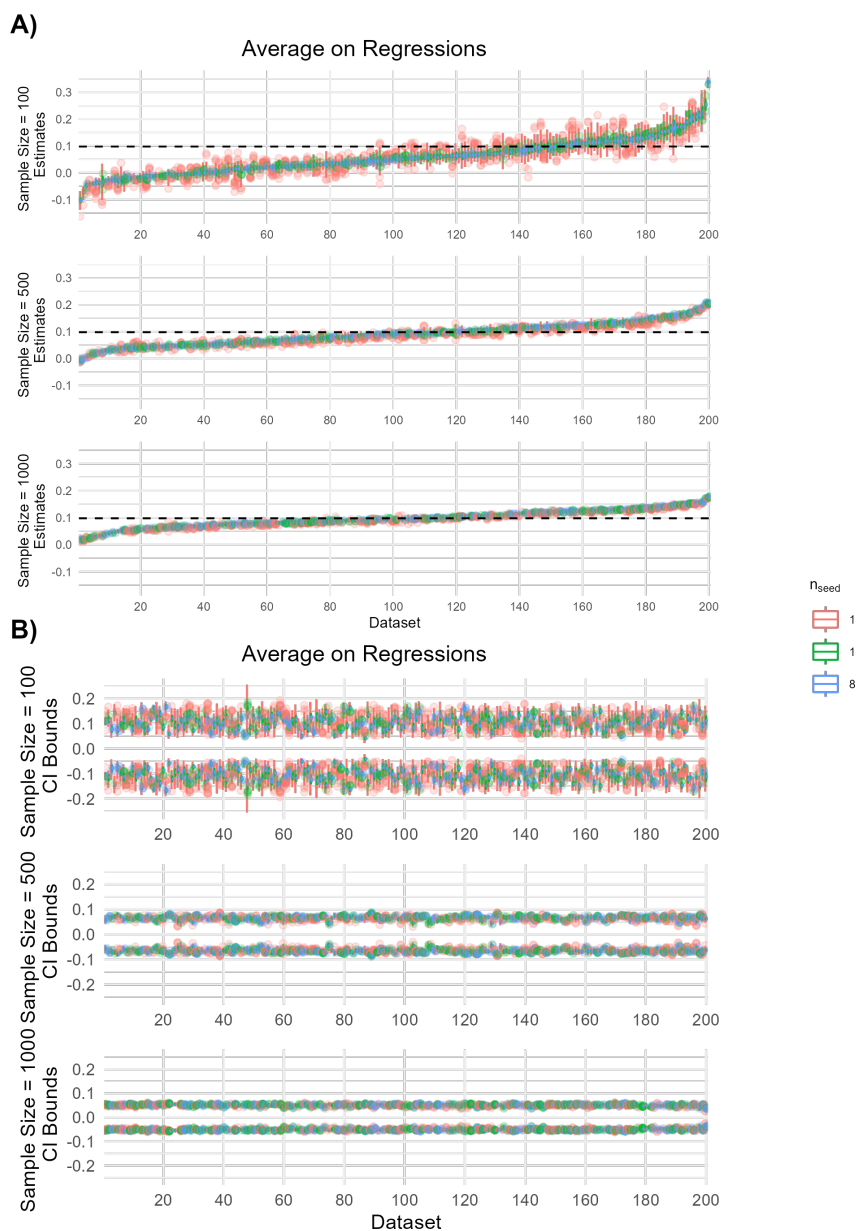 A)
Average on Regressions
Sample Size = 100
Estimates
0.3
0.2
0.1
0.0
-0.1
20 40 60 80 100 120 140 160 180 200
Sample Size = 500
Estimates
0.3
0.2
0.1
0.0
-0.1
20 40 60 80 100 120 140 160 180 200
Sample Size = 1000
Estimates
0.3
0.2
0.1
0.0
-0.1
20 40 60 80 100 120 140 160 180 200
Dataset
n seed
1
1
8
B)
Average on Regressions
Sample Size = 100
CI Bounds
0.2
0.1
0.0
-0.1
-0.2
20 40 60 80 100 120 140 160 180 200
Sample Size = 500
CI Bounds
0.2
0.1
0.0
-0.1
-0.2
20 40 60 80 100 120 140 160 180 200
Sample Size = 1000
CI Bounds
0.2
0.1
0.0
-0.1
-0.2
20 40 60 80 100 120 140 160 180 200
Dataset